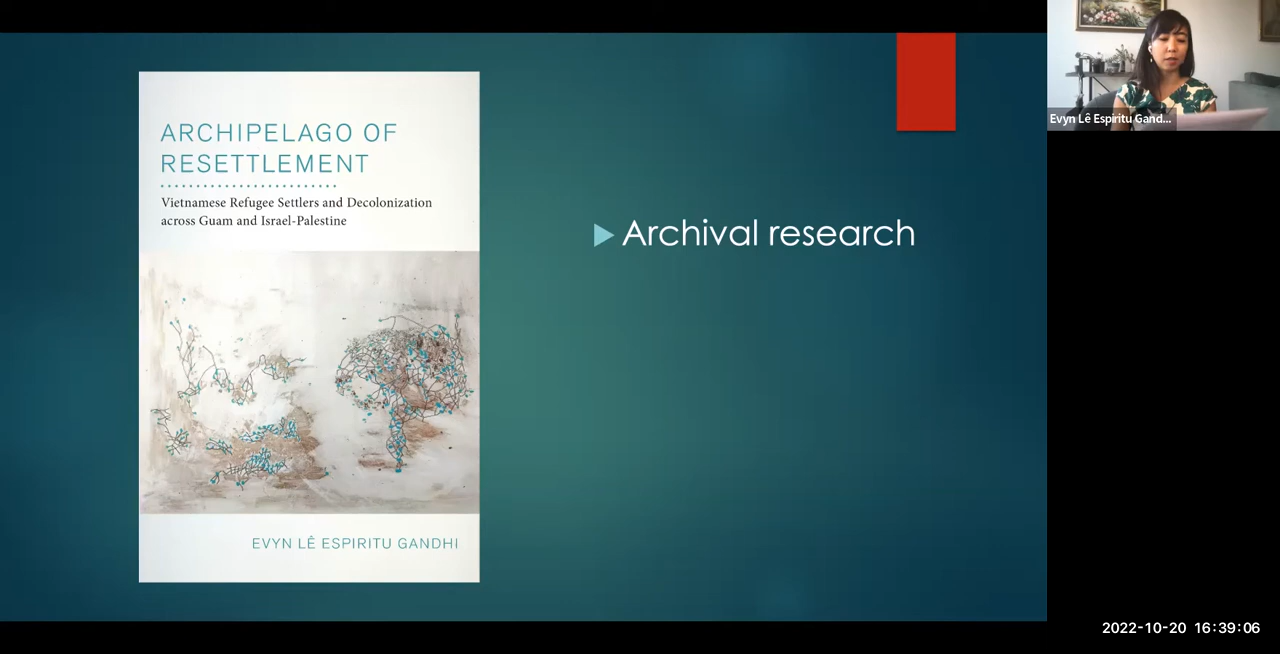 ARCHIPELAGO OF
RESETTLEMENT
Vietnamese Refugee Settlers and Decolonization
across Guam and Israel-Palestine
EVYN LÊ ESPIRITU GANDHI
Archival research
Evyn Lê Espiritu Gand...
2022-10-20 16:39:06